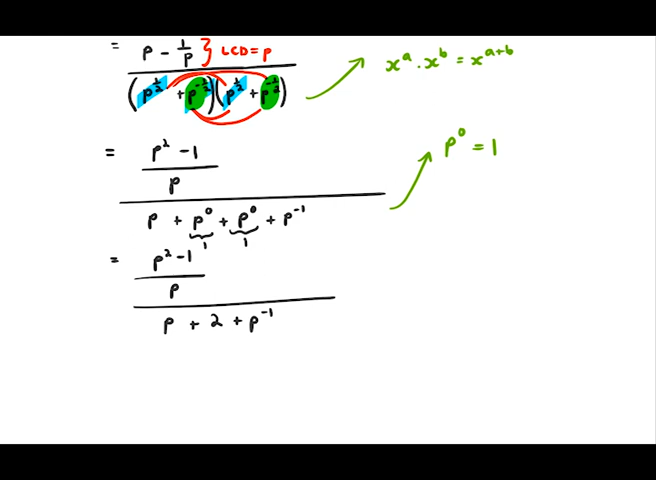 = (p - 1/p) / ((p^(1/2) + p^(-1/2))(p^(1/2) + p^(-1/2))) } LCD = p
x^a . x^b = x^(a+b)
= ((p² - 1)/p) / (p + p⁰ + p⁰ + p⁻¹)
1 1
p⁰ = 1
= ((p² - 1)/p) / (p + 2 + p⁻¹)